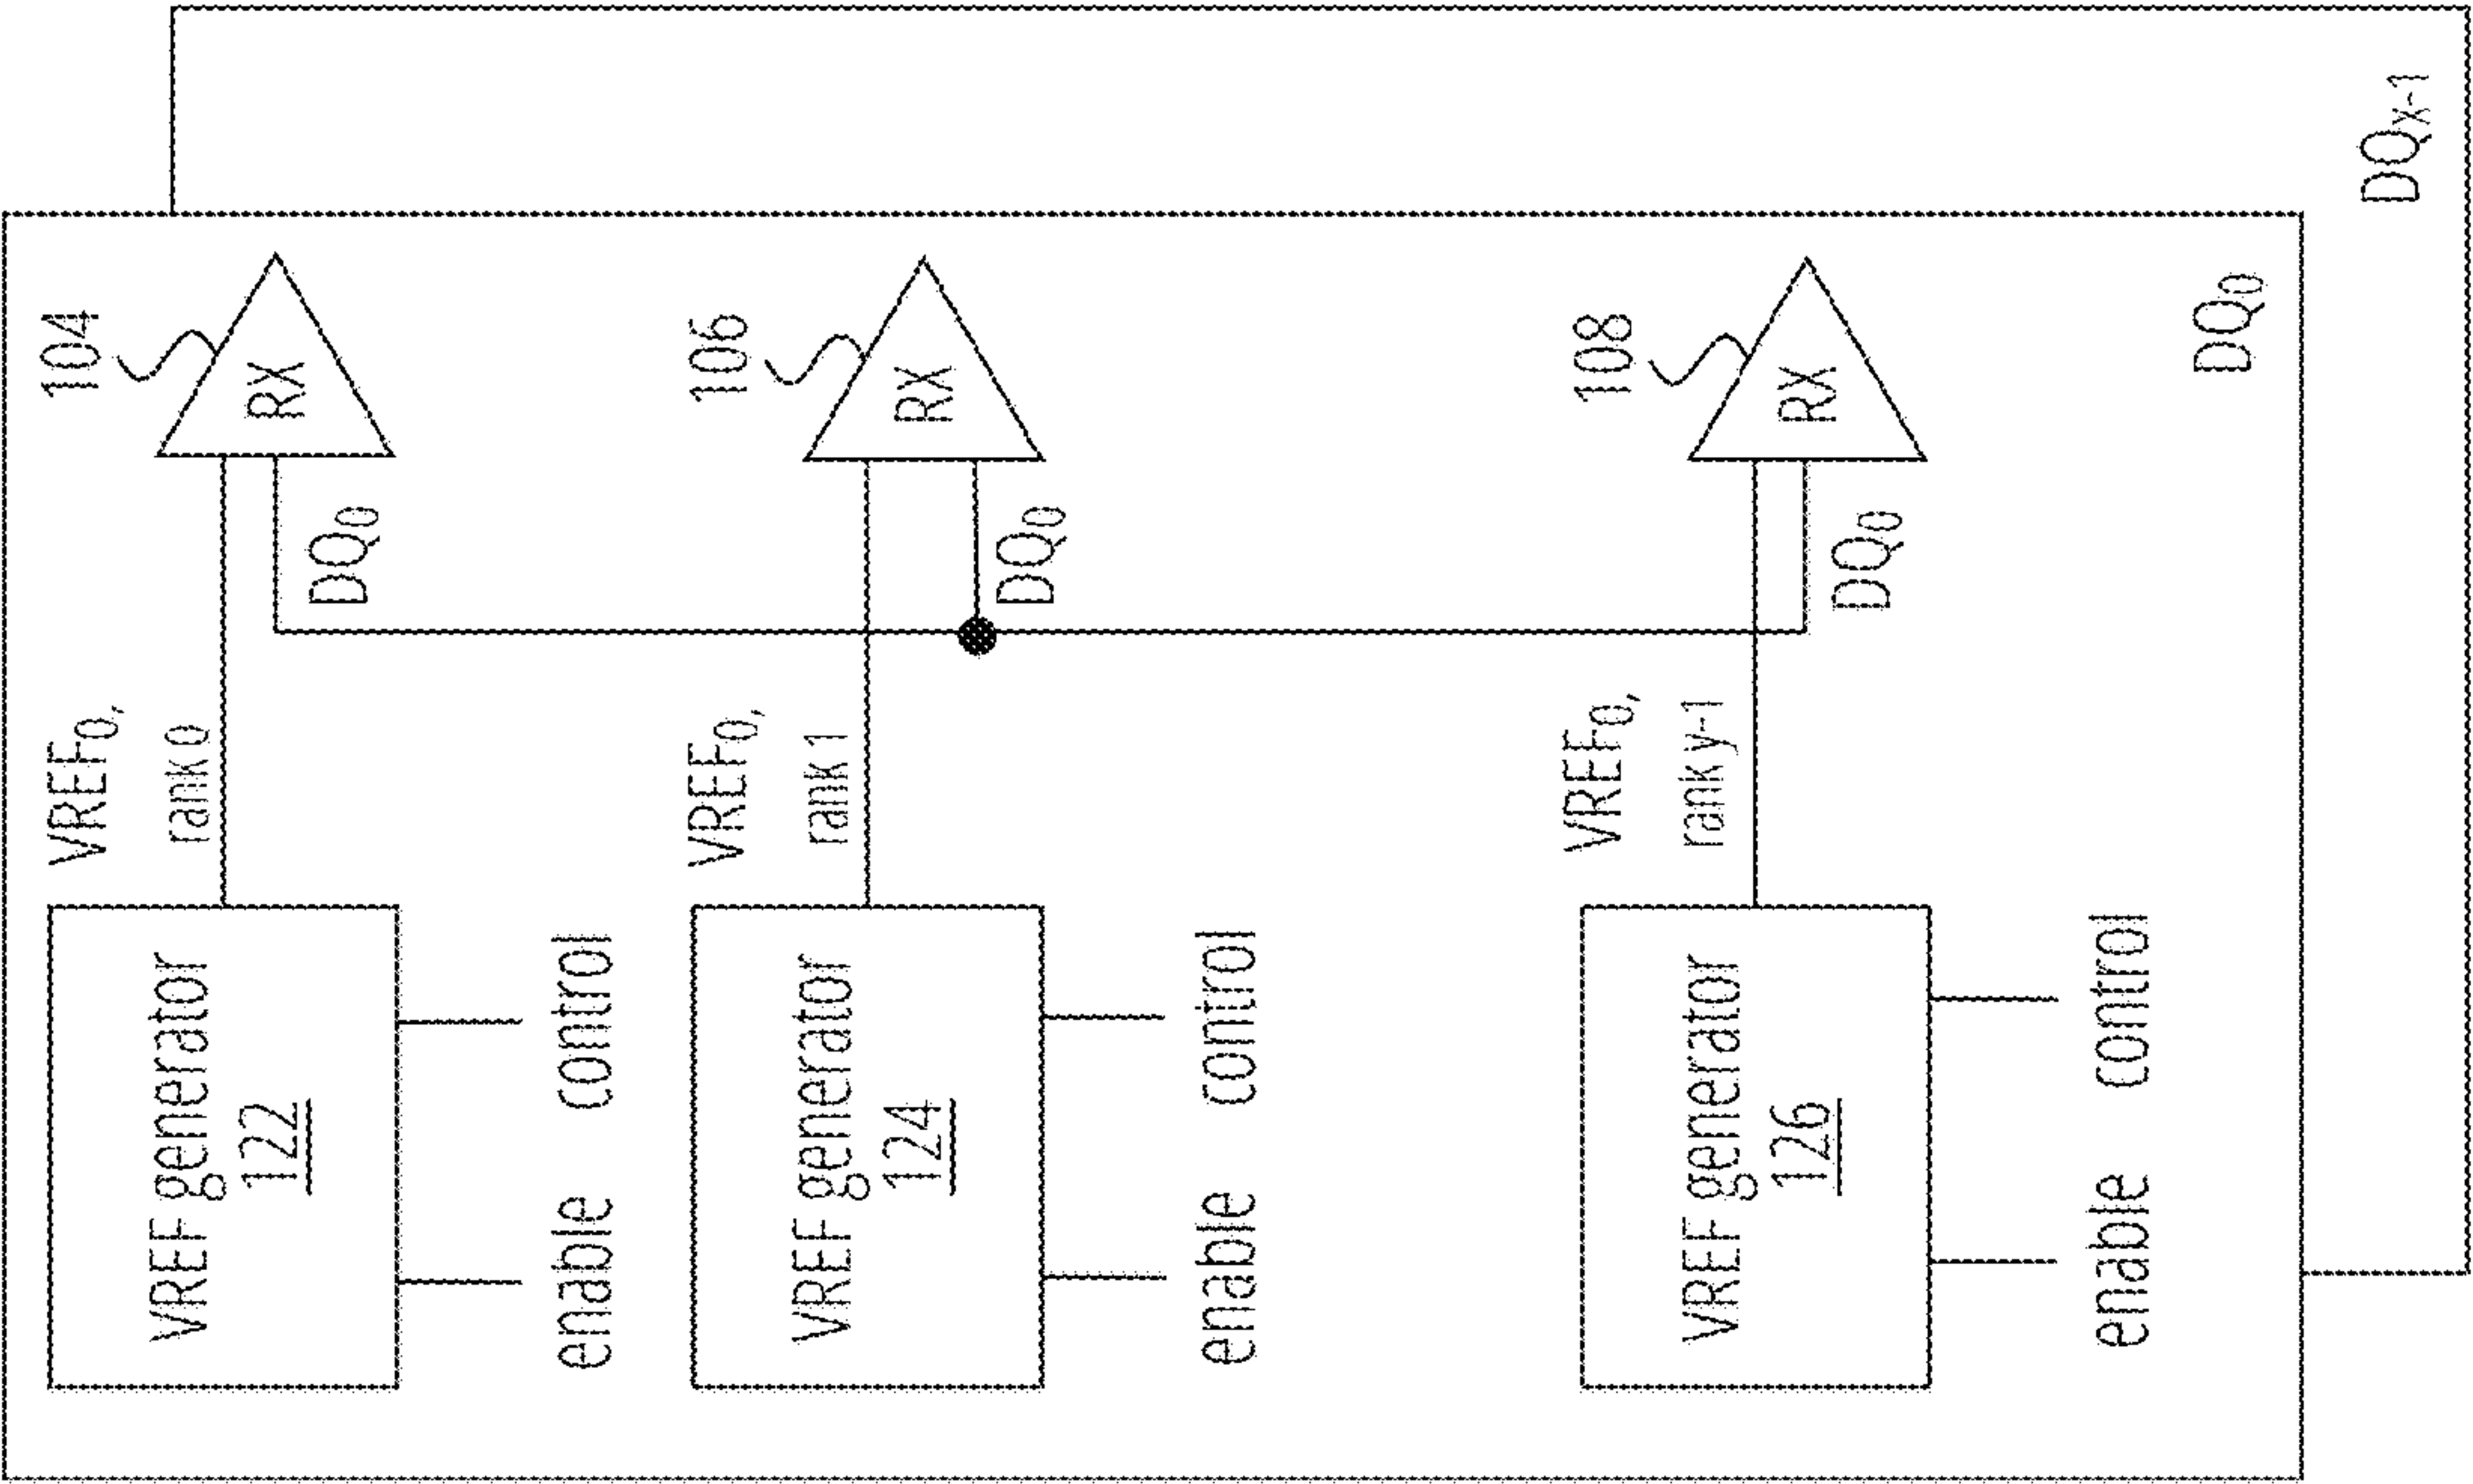 VREF generator
122
enable control
VREF0,
rank 0
DQ0
RX
104
VREF generator
124
enable control
VREF0,
rank 1
DQ0
RX
106
VREF generator
126
enable control
VREF0,
rank y-1
DQ0
RX
108
DQ0
DQx-1